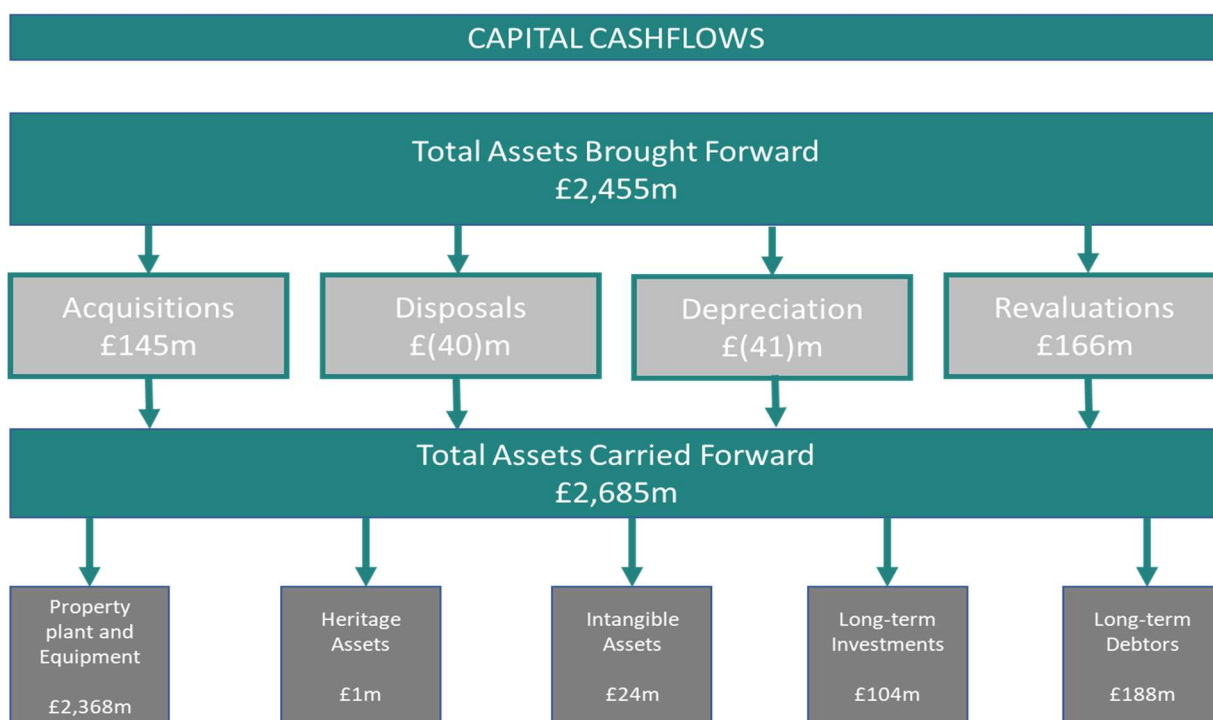 CAPITAL CASHFLOWS
Total Assets Brought Forward
£2,455m
Acquisitions
£145m
Disposals
£(40)m
Depreciation
£(41)m
Revaluations
£166m
Total Assets Carried Forward
£2,685m
Property
plant and
Equipment
£2,368m
Heritage
Assets
£1m
Intangible
Assets
£24m
Long-term
Investments
£104m
Long-term
Debtors
£188m